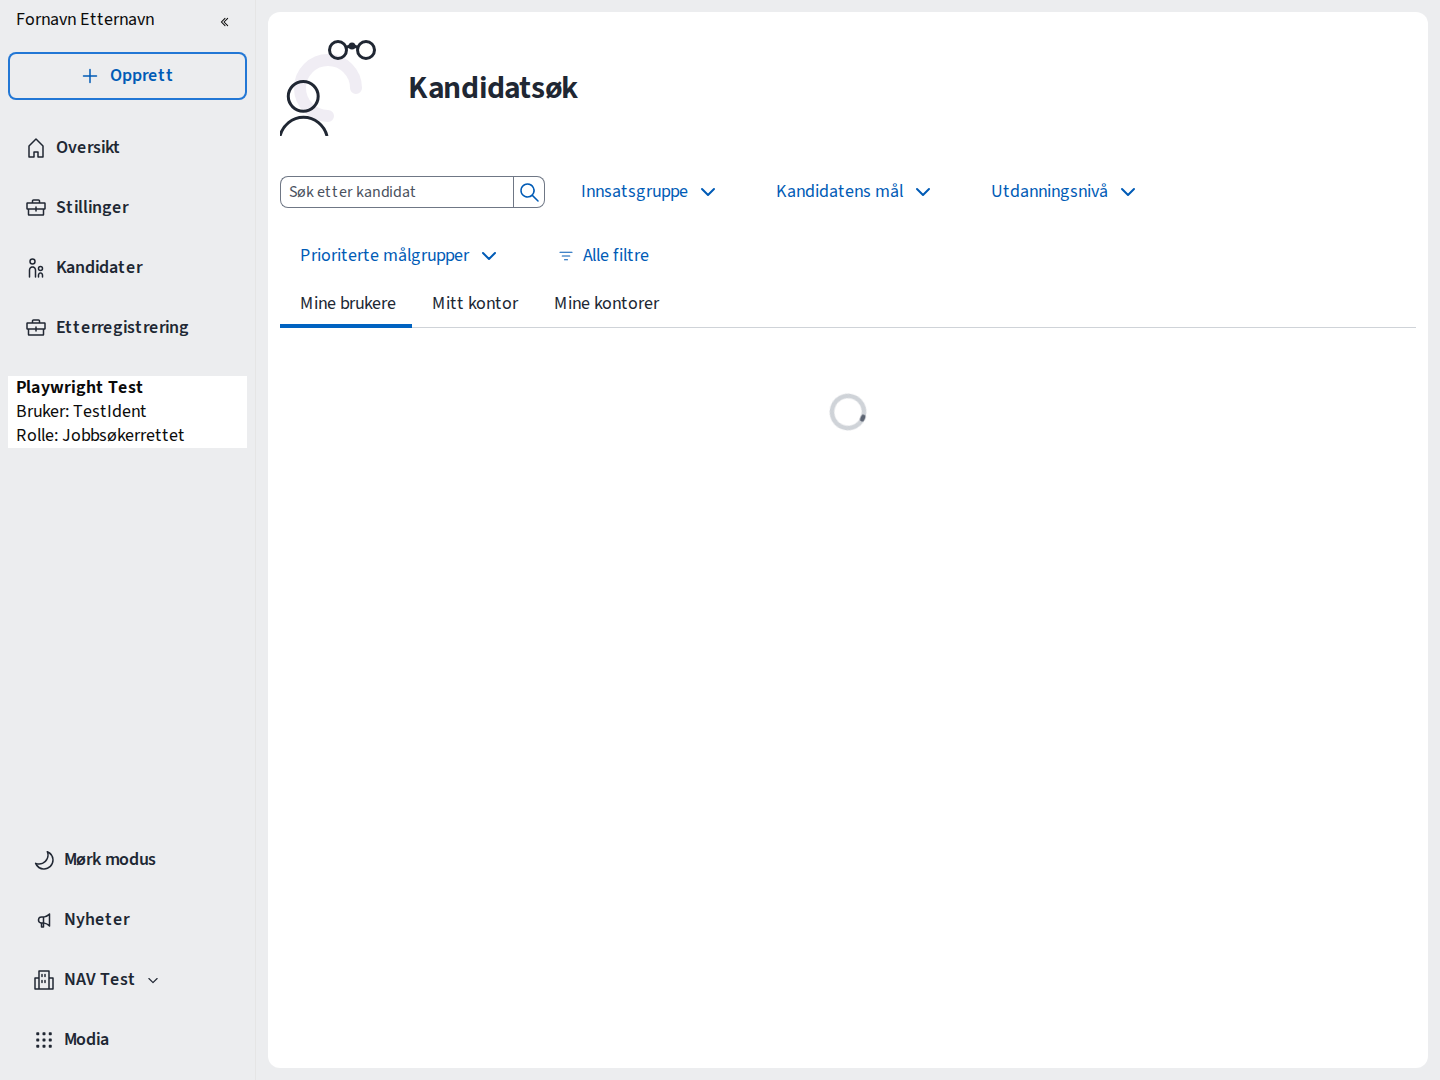 Fornavn Etternavn
Opprett
Oversikt
Stillinger
Kandidater
Etterregistrering
Playwright Test
Bruker: TestIdent
Rolle: Jobbsøkerrettet
Mørk modus
Nyheter
NAV Test
Modia
Kandidatsøk
Søk etter kandidat
Innsatsgruppe
Kandidatens mål
Utdanningsnivå
Prioriterte målgrupper
Alle filtre
Mine brukere
Mitt kontor
Mine kontorer